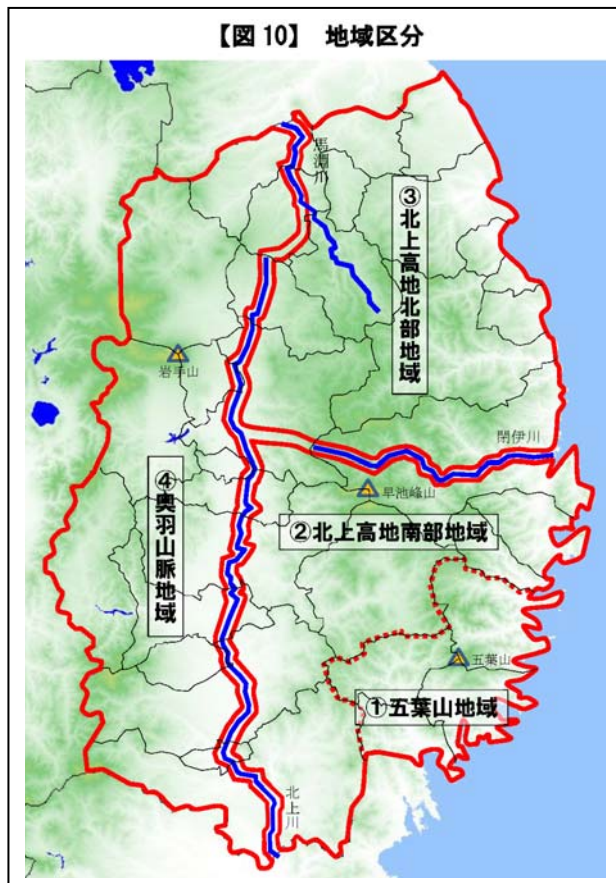 【図 10】 地域区分
馬淵川
③北上高地北部地域
岩手山
閉伊川
④奥羽山脈地域
早池峰山
②北上高地南部地域
五葉山
①五葉山地域
北上川